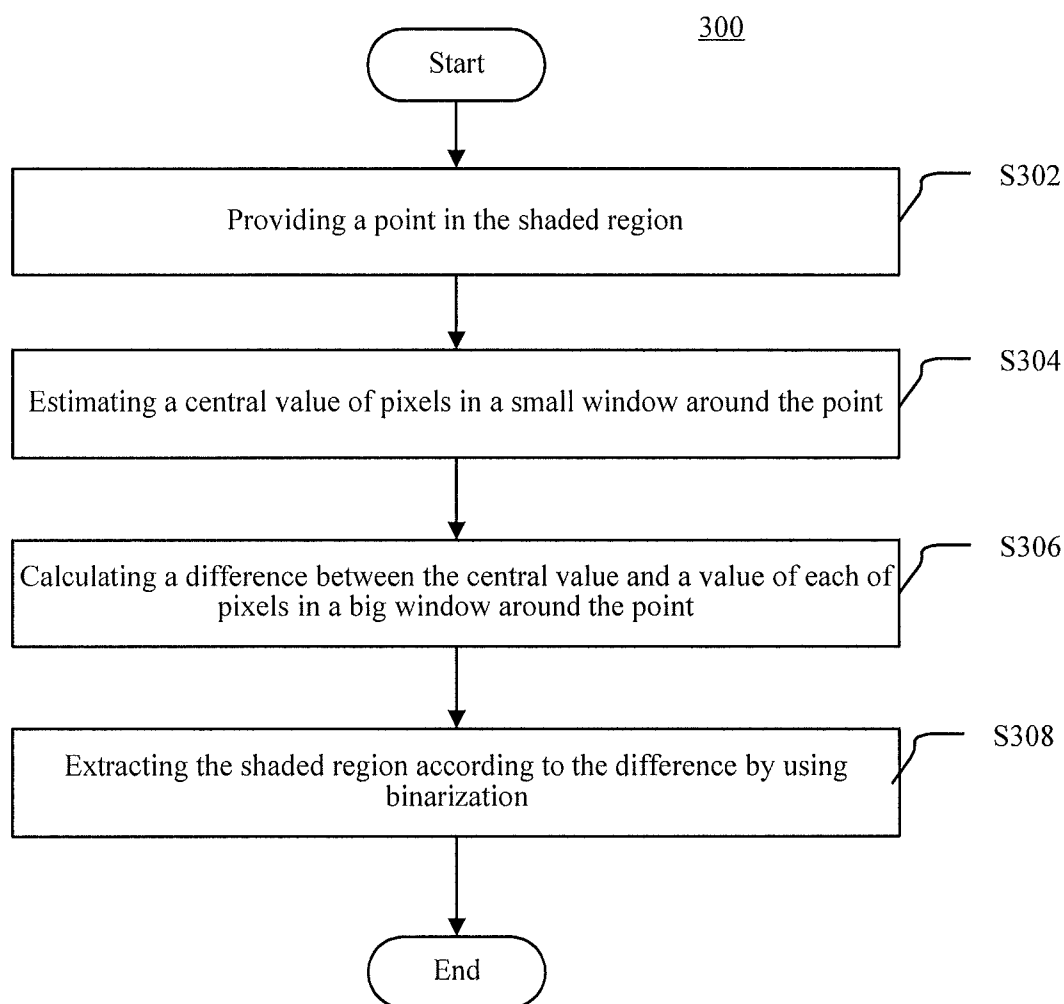 300
Start
S302
Providing a point in the shaded region
S304
Estimating a central value of pixels in a small window around the point
S306
Calculating a difference between the central value and a value of each of
pixels in a big window around the point
S308
Extracting the shaded region according to the difference by using
binarization
End